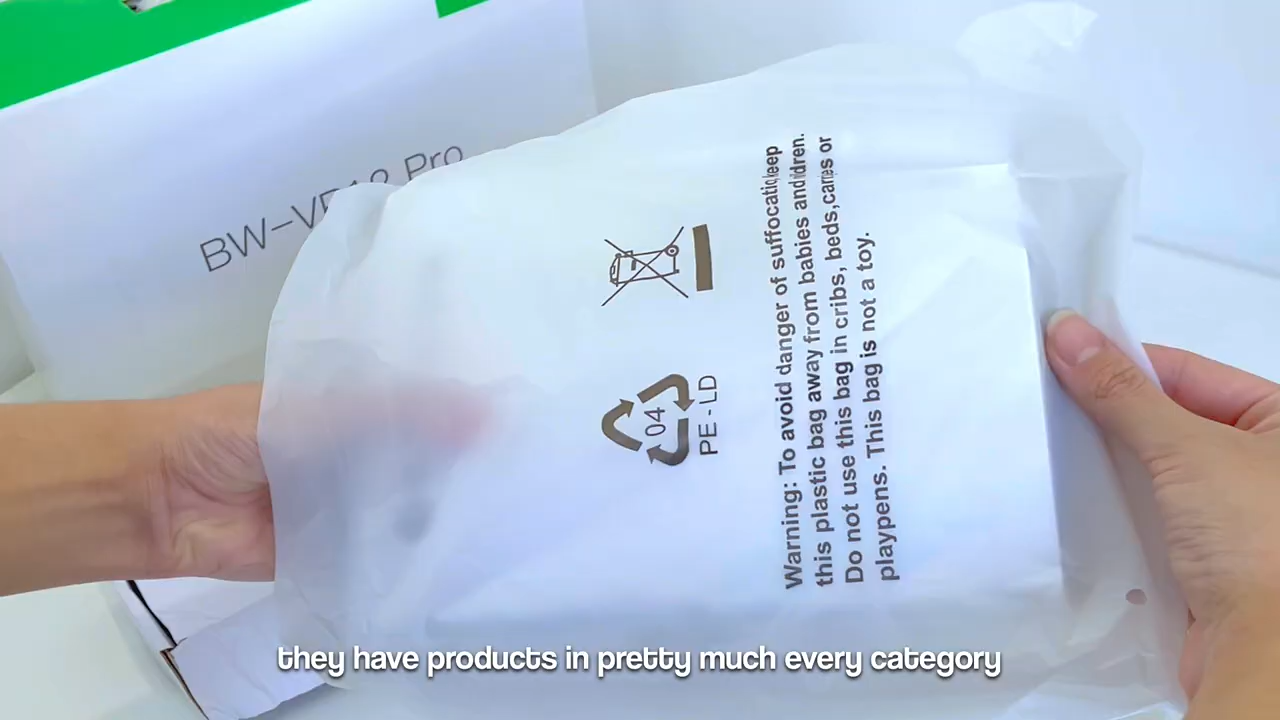 BW-VP Pro
04
PE-LD
Warning: To avoid danger of suffocation keep
this plastic bag away from babies and children.
Do not use this bag in cribs, beds, carries or
playpens. This bag is not a toy.
they have products in pretty much every category